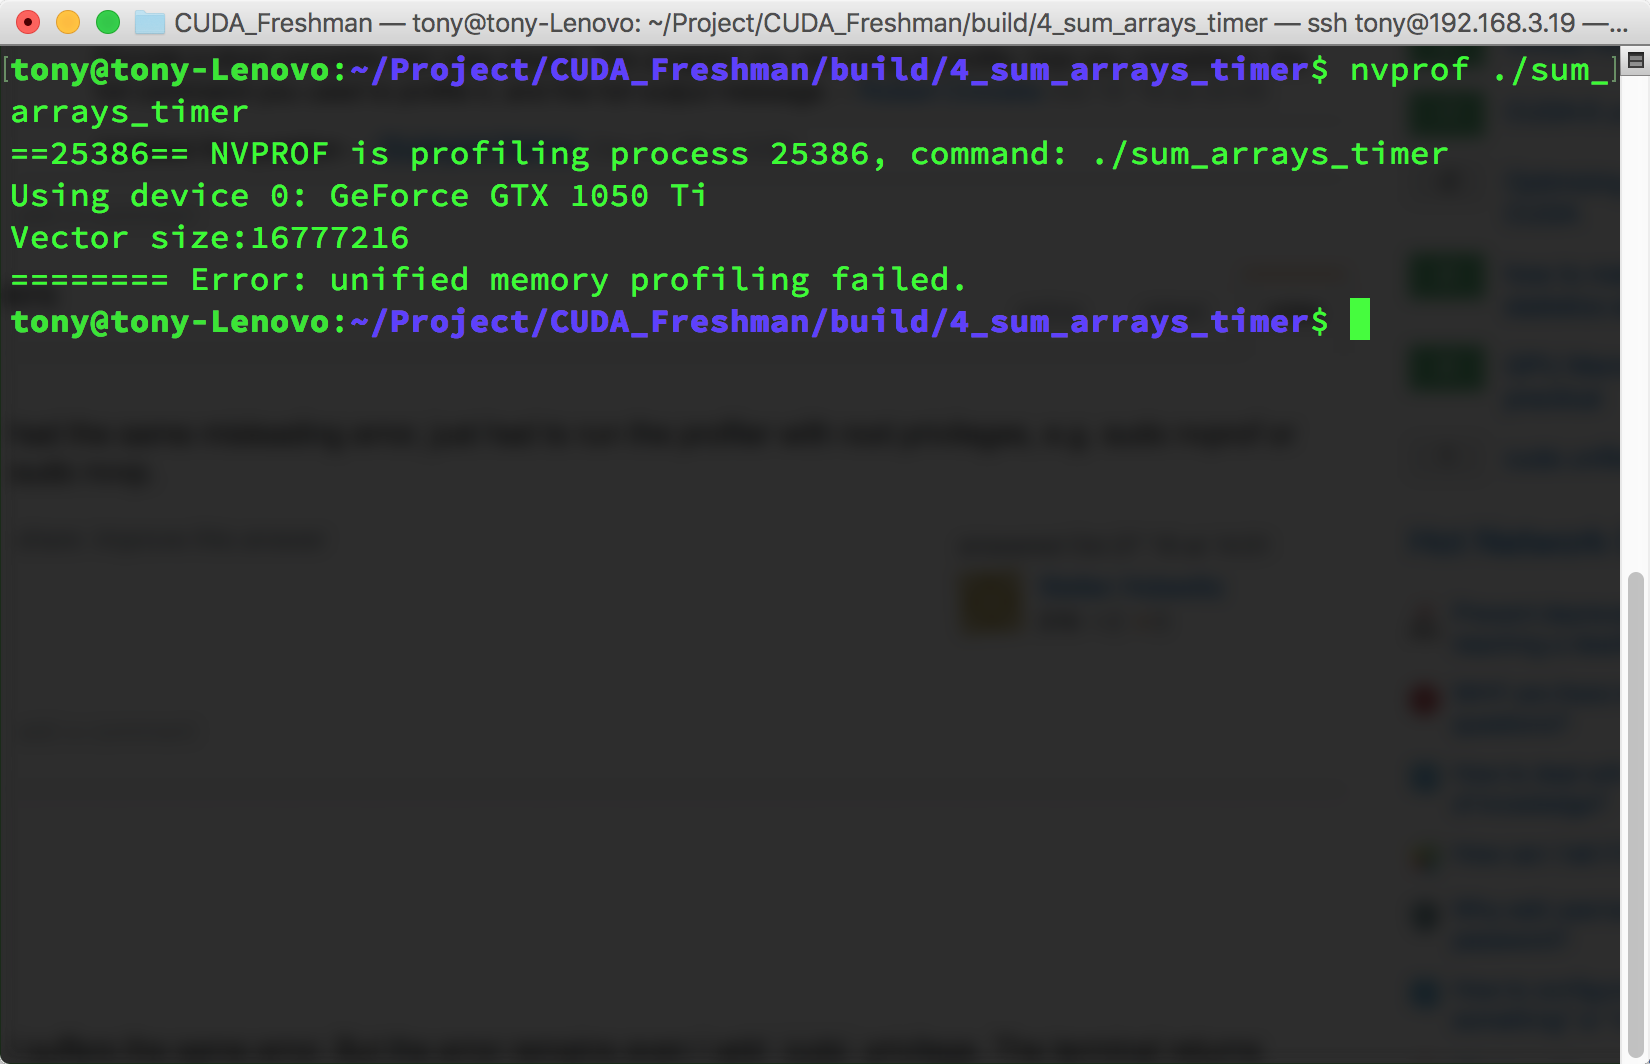 CUDA_Freshman — tony@tony-Lenovo: ~/Project/CUDA_Freshman/build/4_sum_arrays_timer — ssh tony@192.168.3.19 —...
[tony@tony-Lenovo:~/Project/CUDA_Freshman/build/4_sum_arrays_timer$ nvprof ./sum_]
arrays_timer
==25386== NVPROF is profiling process 25386, command: ./sum_arrays_timer
Using device 0: GeForce GTX 1050 Ti
Vector size:16777216
======== Error: unified memory profiling failed.
tony@tony-Lenovo:~/Project/CUDA_Freshman/build/4_sum_arrays_timer$